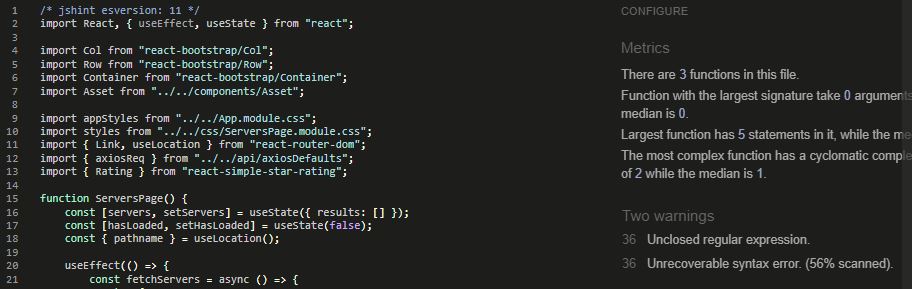 1 /* jshint esversion: 11 */
2 import React, { useEffect, useState } from "react";
3
4 import Col from "react-bootstrap/Col";
5 import Row from "react-bootstrap/Row";
6 import Container from "react-bootstrap/Container";
7 import Asset from "../../components/Asset";
8
9 import appStyles from "../../App.module.css";
10 import styles from "../../css/ServersPage.module.css";
11 import { Link, useLocation } from "react-router-dom";
12 import { axiosReq } from "../../api/axiosDefaults";
13 import { Rating } from "react-simple-star-rating";
14
15 function ServersPage() {
16 const [servers, setServers] = useState({ results: [] });
17 const [hasLoaded, setHasLoaded] = useState(false);
18 const { pathname } = useLocation();
19
20 useEffect(() => {
21 const fetchServers = async () => {
CONFIGURE
Metrics
There are 3 functions in this file.
Function with the largest signature take 0 arguments
median is 0.
Largest function has 5 statements in it, while the me
The most complex function has a cyclomatic comple
of 2 while the median is 1.
Two warnings
36 Unclosed regular expression.
36 Unrecoverable syntax error. (56% scanned).